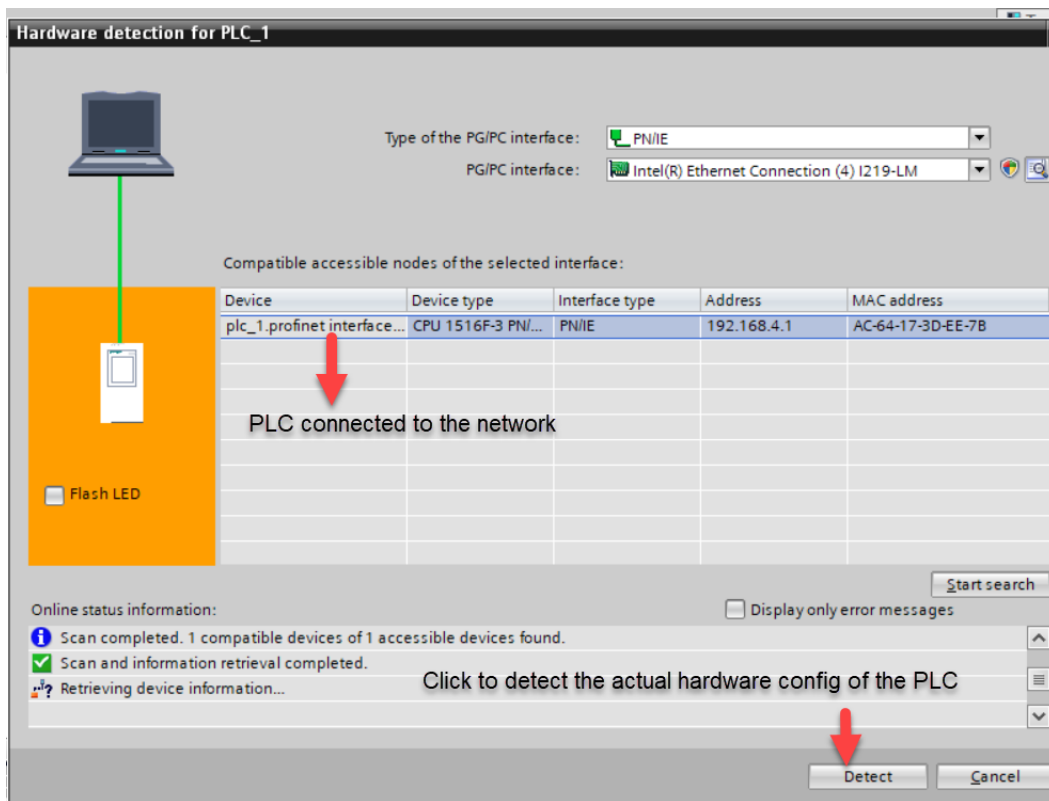 Hardware detection for PLC_1
Type of the PG/PC interface: PN/IE
PG/PC interface: Intel(R) Ethernet Connection (4) I219-LM
Compatible accessible nodes of the selected interface:
Device Device type Interface type Address MAC address
plc_1.profinet interface... CPU 1516F-3 PN/... PN/IE 192.168.4.1 AC-64-17-3D-EE-7B
PLC connected to the network
Flash LED
Start search
Online status information: Display only error messages
Scan completed. 1 compatible devices of 1 accessible devices found.
Scan and information retrieval completed.
Retrieving device information...
Click to detect the actual hardware config of the PLC
Detect Cancel